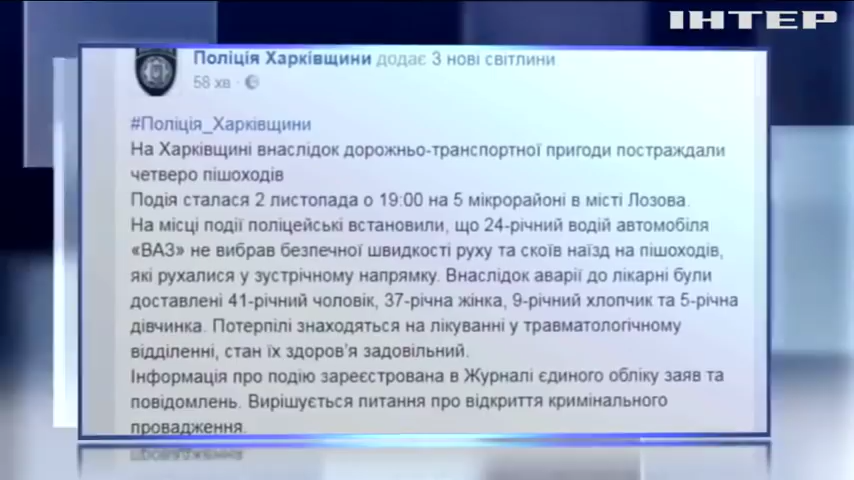 ІНТЕР
Поліція Харківщини додає 3 нові світлини
58 хв ·
#Поліція_Харківщини
На Харківщині внаслідок дорожньо-транспортної пригоди постраждали
четверо пішоходів
Подія сталася 2 листопада о 19:00 на 5 мікрорайоні в місті Лозова.
На місці події поліцейські встановили, що 24-річний водій автомобіля
«ВАЗ» не вибрав безпечної швидкості руху та скоїв наїзд на пішоходів,
які рухалися у зустрічному напрямку. Внаслідок аварії до лікарні були
доставлені 41-річний чоловік, 37-річна жінка, 9-річний хлопчик та 5-річна
дівчинка. Потерпілі знаходяться на лікуванні у травматологічному
відділенні, стан їх здоров'я задовільний.
Інформація про подію зареєстрована в Журналі єдиного обліку заяв та
повідомлень. Вирішується питання про відкриття кримінального
провадження.